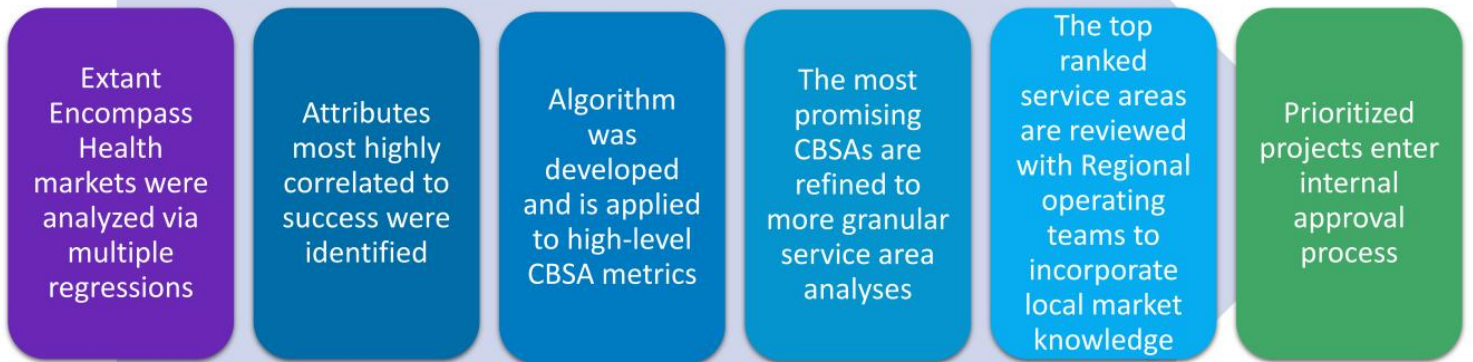 Extant
Encompass
Health
markets were
analyzed via
multiple
regressions
Attributes
most highly
correlated to
success were
identified
Algorithm
was
developed
and is applied
to high-level
CBSA metrics
The most
promising
CBSAs are
refined to
more granular
service area
analyses
The top
ranked
service areas
are reviewed
with Regional
operating
teams to
incorporate
local market
knowledge
Prioritized
projects enter
internal
approval
process